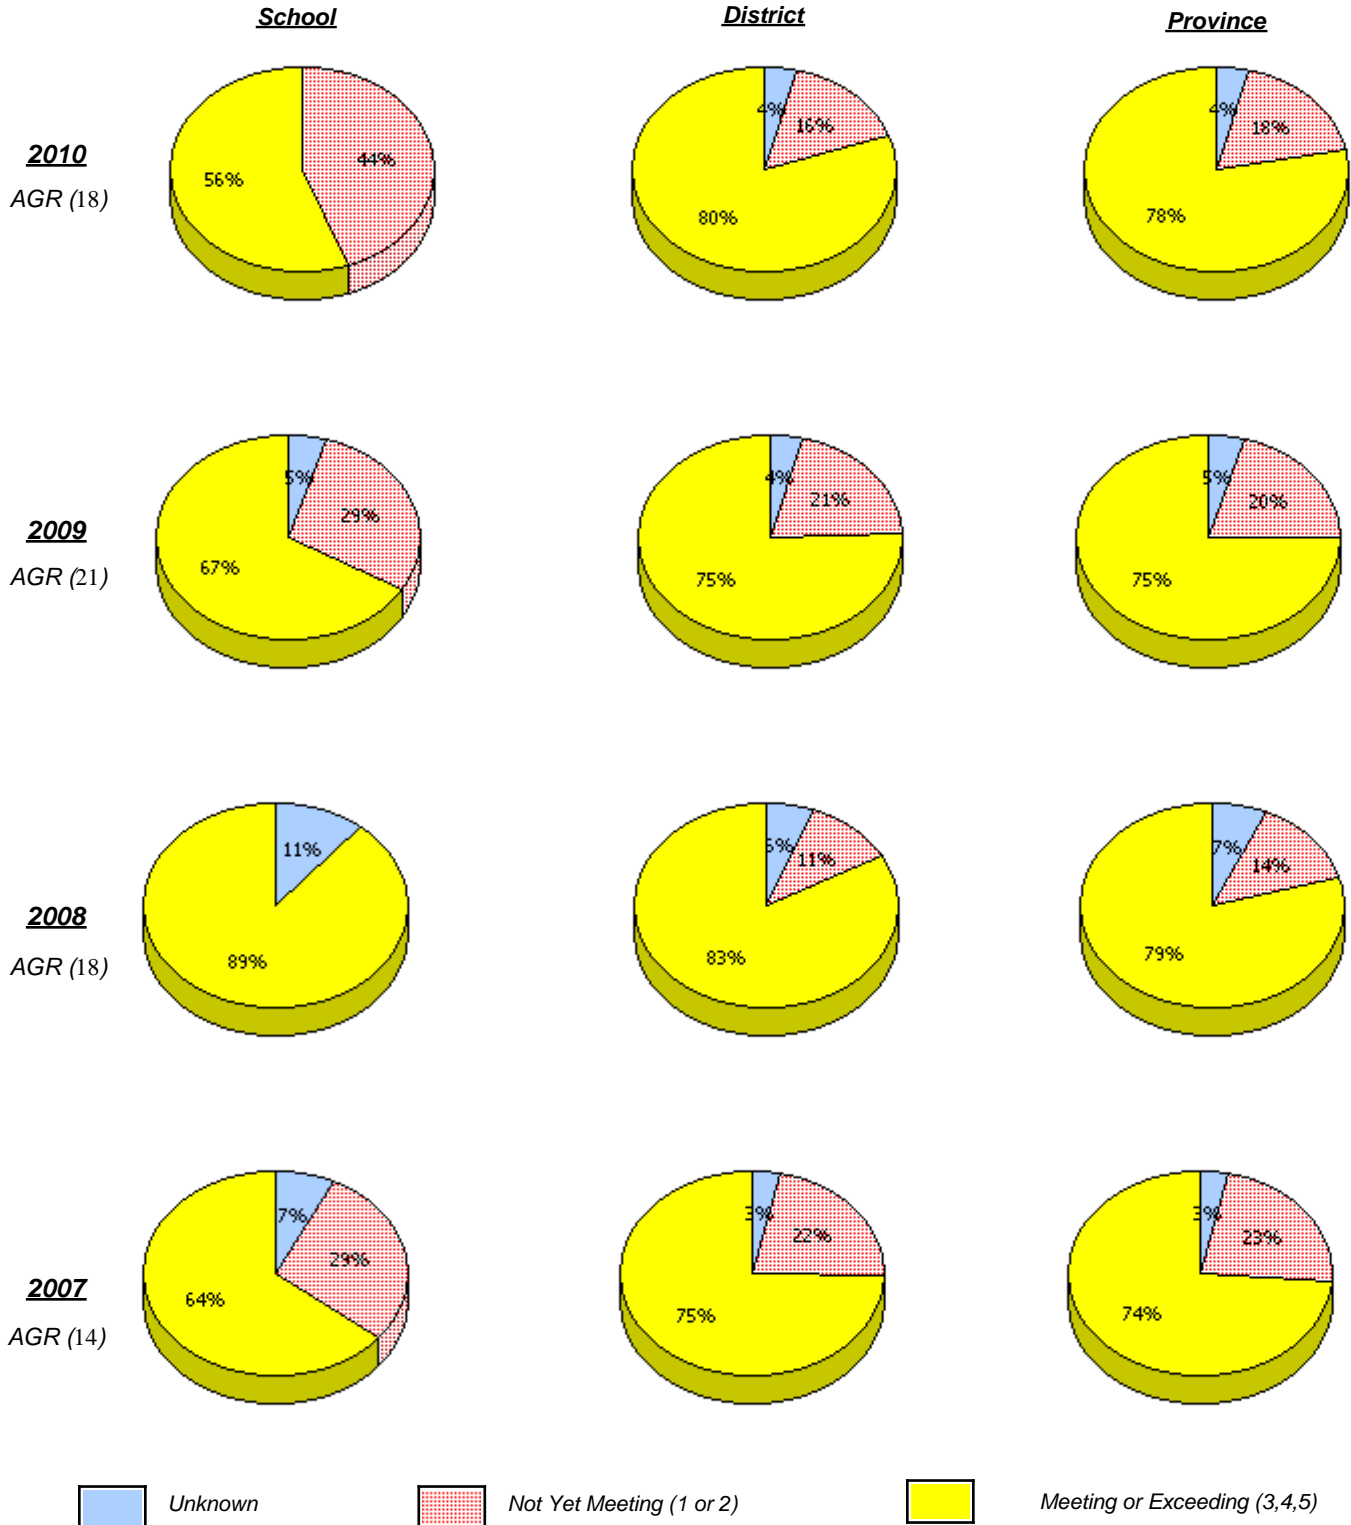 School District Province
4% 4%
16% 18%
44%
2010
56%
AGR (18)
80% 78%
5% 4% 5%
29% 21% 20%
2009
67% 75% 75%
AGR (21)
11% 11% 7%
14%
2008
89% 83% 79%
AGR (18)
7% 3% 3%
29% 22% 23%
2007
64% 75% 74%
AGR (14)
Unknown Not Yet Meeting (1 or 2) Meeting or Exceeding (3,4,5)